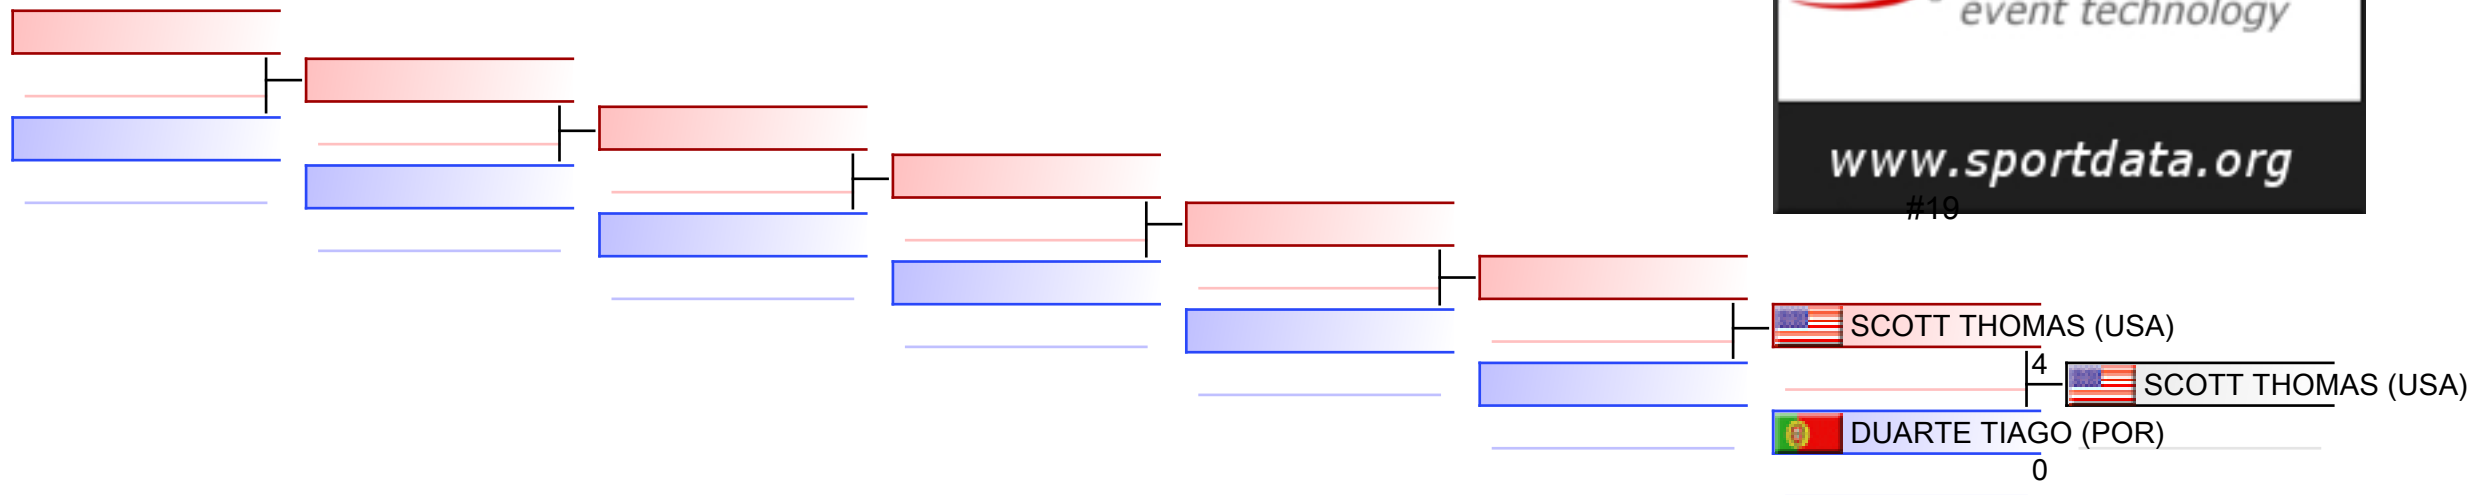 event technology
www.sportdata.org
#19
SCOTT THOMAS (USA)
4
SCOTT THOMAS (USA)
DUARTE TIAGO (POR)
0